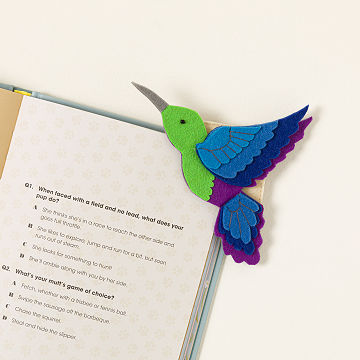 Q1. When faced with a field and no lead, what does your
pup do?
A She thinks she's in a race to reach the other side and
goes full throttle.
B She likes to explore; jump and run for a bit, but soon
runs out of steam.
C She looks for something to hunt!
D She'll amble along with you by her side.
Q2. What's your mutt's game of choice?
A Fetch, whether with a frisbee or tennis ball.
B Swipe the sausage off the barbeque.
C Chase the squirrel.
D Steal and hide the slipper.